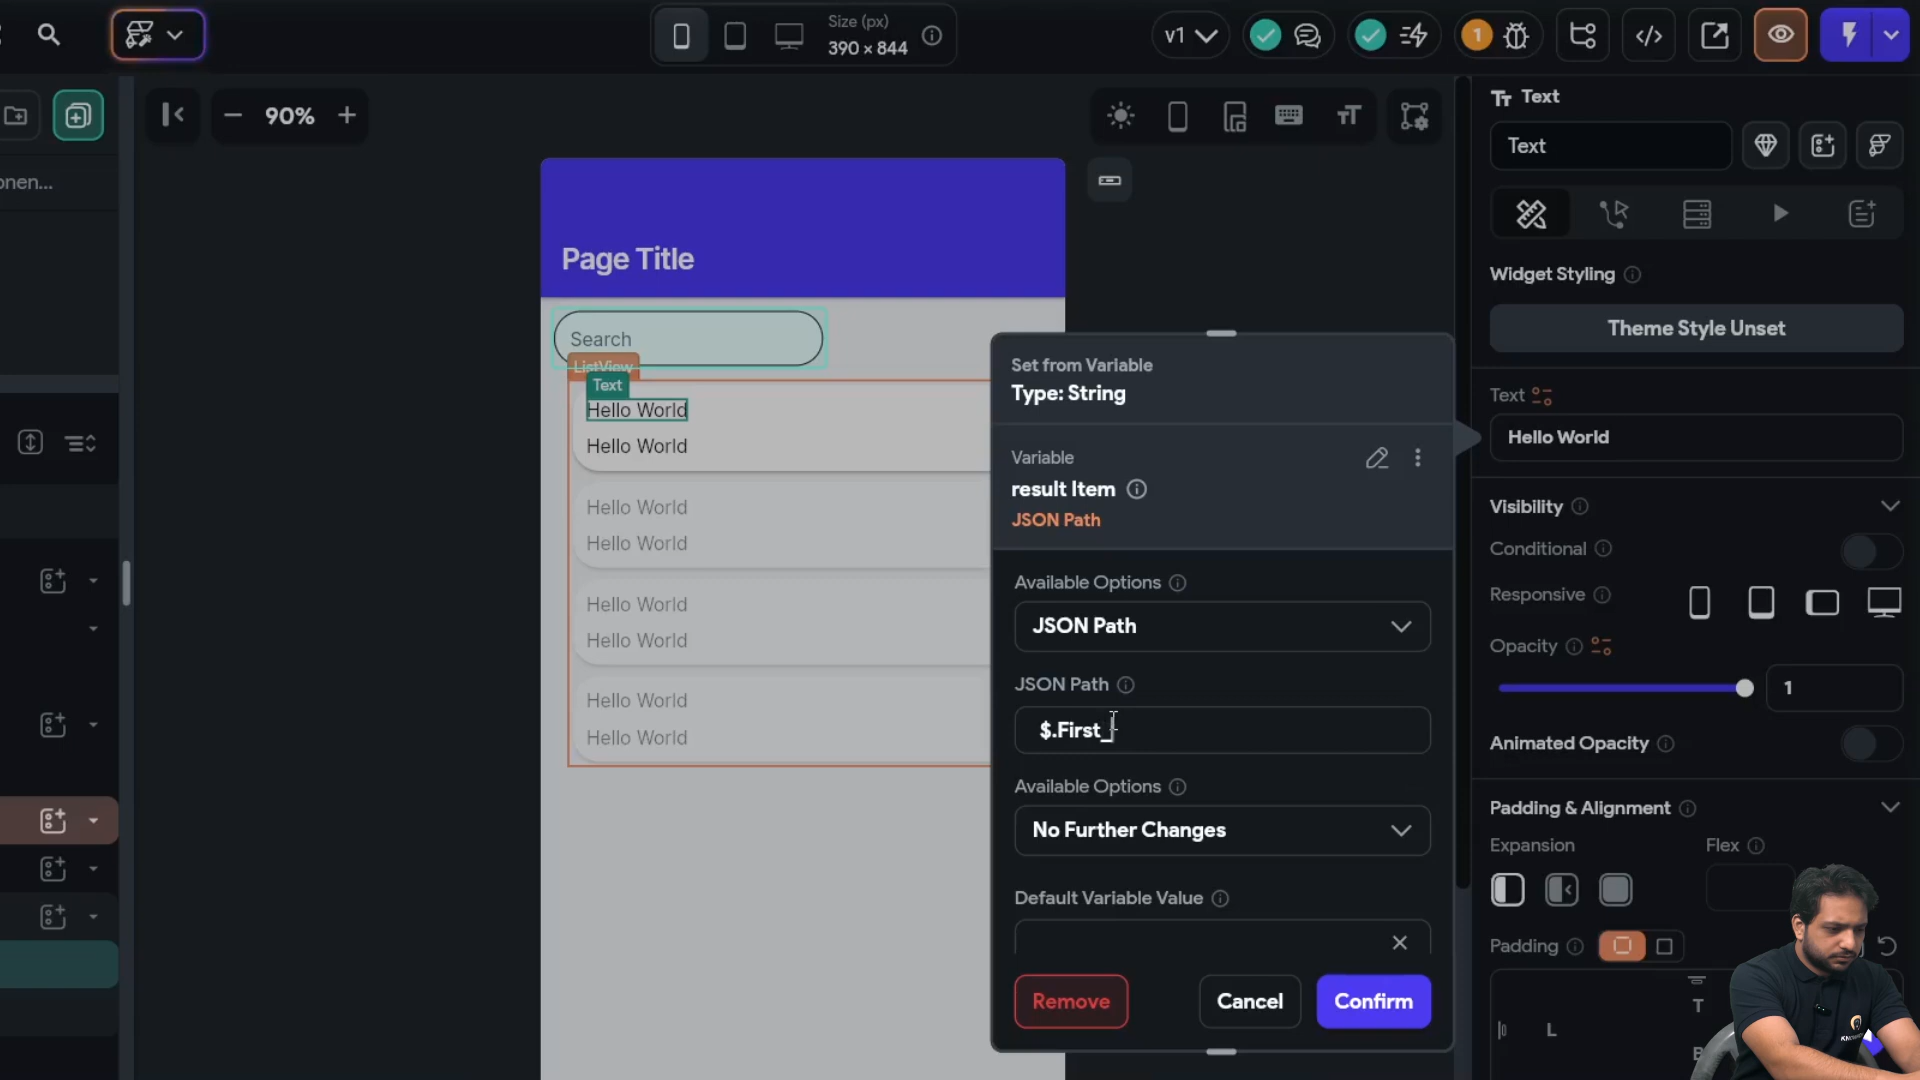 Size (px)
390 × 844
v1
1
90%
onen...
Page Title
Search
ListView
Text
Hello World
Hello World
Hello World
Hello World
Hello World
Hello World
Hello World
Hello World
Set from Variable
Type: String
Variable
result Item
JSON Path
Available Options
JSON Path
JSON Path
$.First_
Available Options
No Further Changes
Default Variable Value
Remove
Cancel
Confirm
Tт Text
Text
Widget Styling
Theme Style Unset
Text
Hello World
Visibility
Conditional
Responsive
Opacity
1
Animated Opacity
Padding & Alignment
Expansion
Flex
Padding
T
L